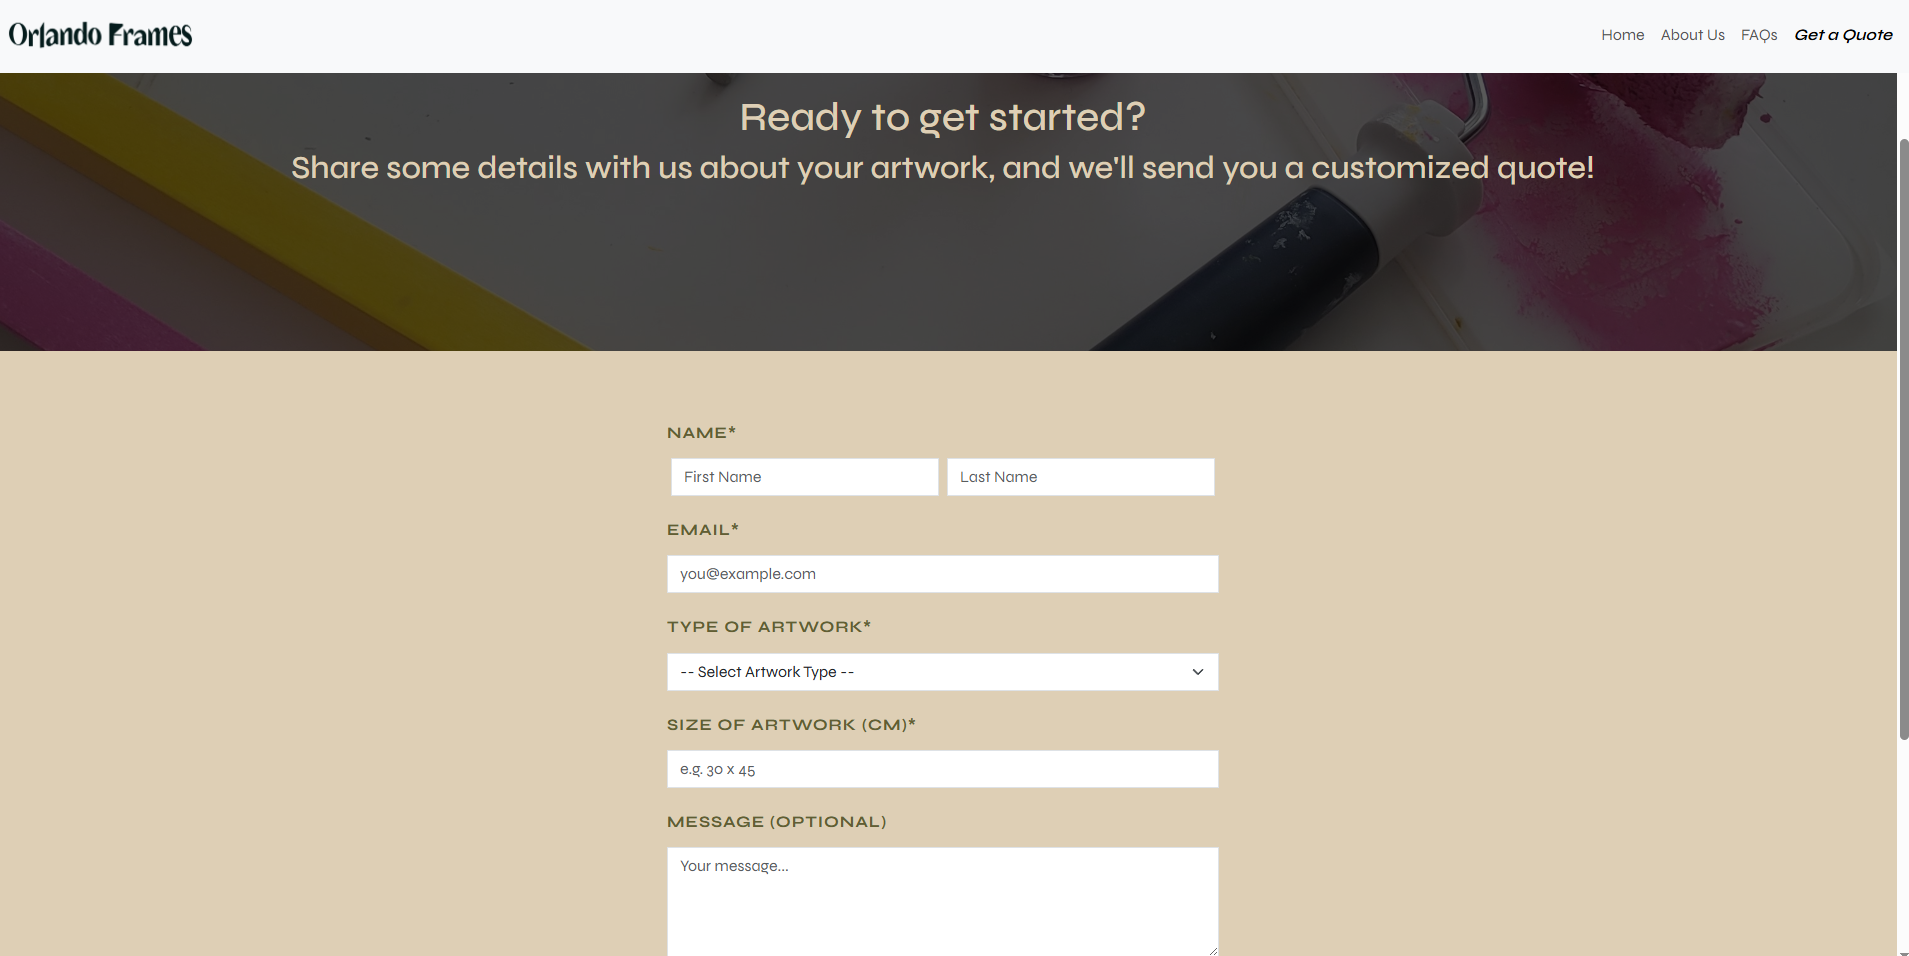 Orlando Frames
Home About Us FAQs Get a Quote
Ready to get started?
Share some details with us about your artwork, and we'll send you a customized quote!
NAME*
First Name Last Name
EMAIL*
you@example.com
TYPE OF ARTWORK*
-- Select Artwork Type --
SIZE OF ARTWORK (CM)*
e.g. 30 x 45
MESSAGE (OPTIONAL)
Your message...